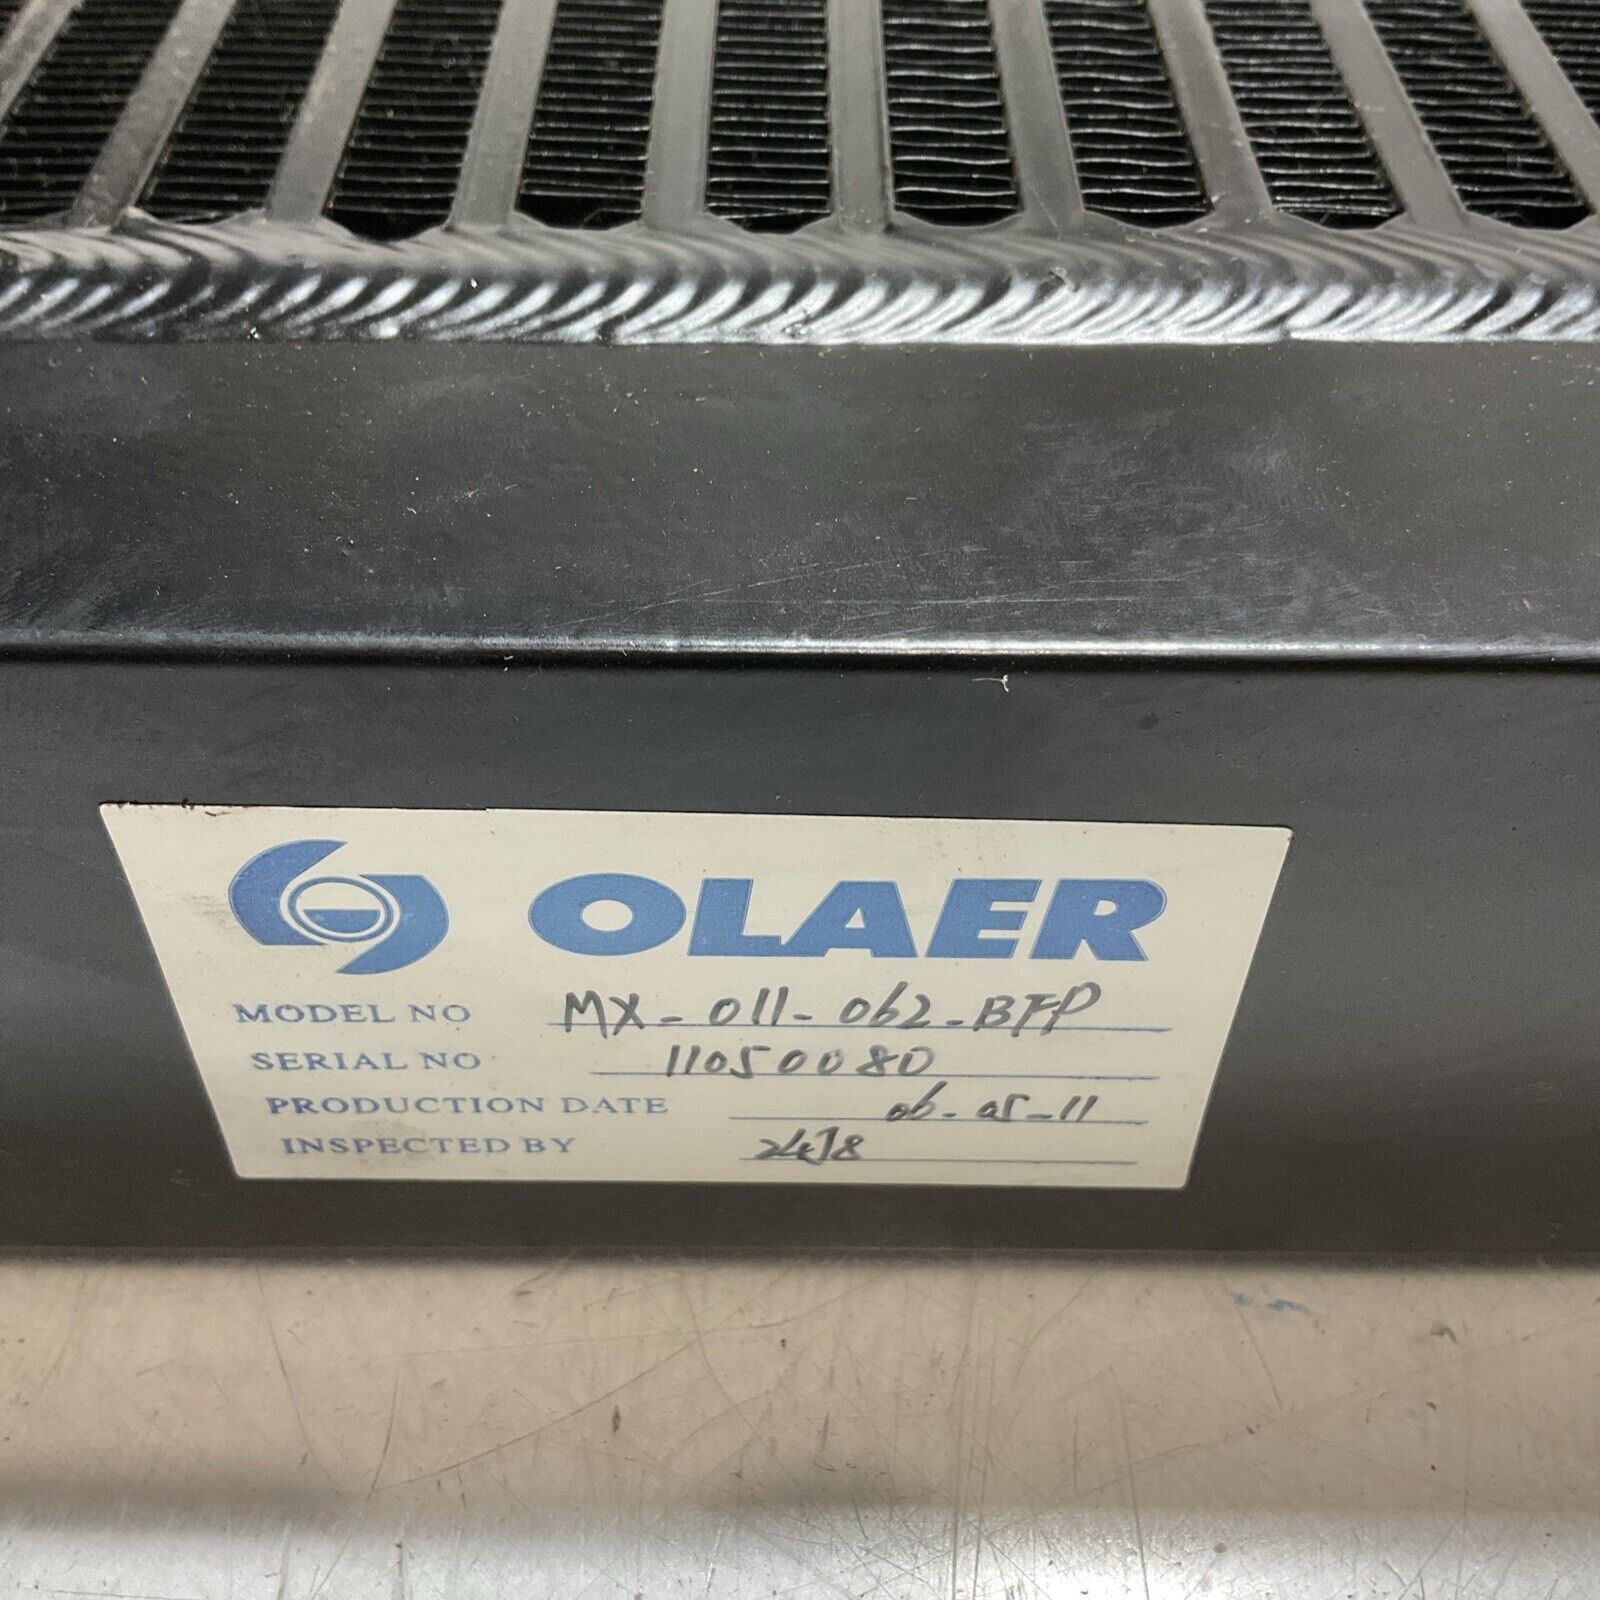 OLAER
MODEL NO MX-011-062-BFP
SERIAL NO 11050080
PRODUCTION DATE 06-05-11
INSPECTED BY